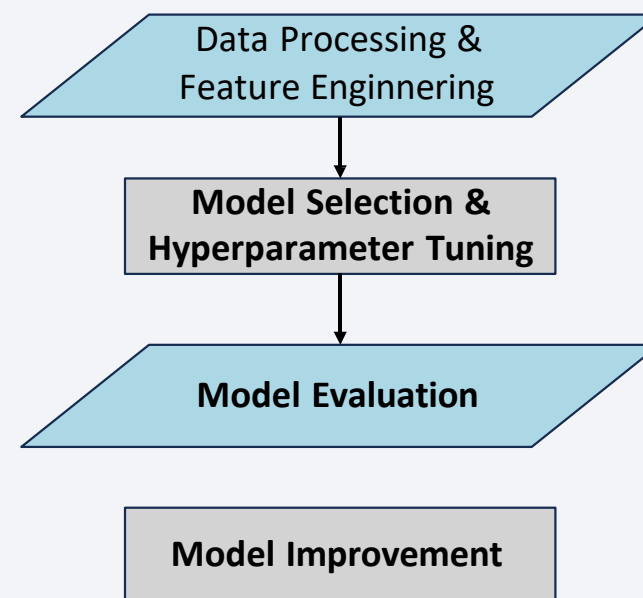 Data Processing &
Feature Enginnering
Model Selection &
Hyperparameter Tuning
Model Evaluation
Model Improvement